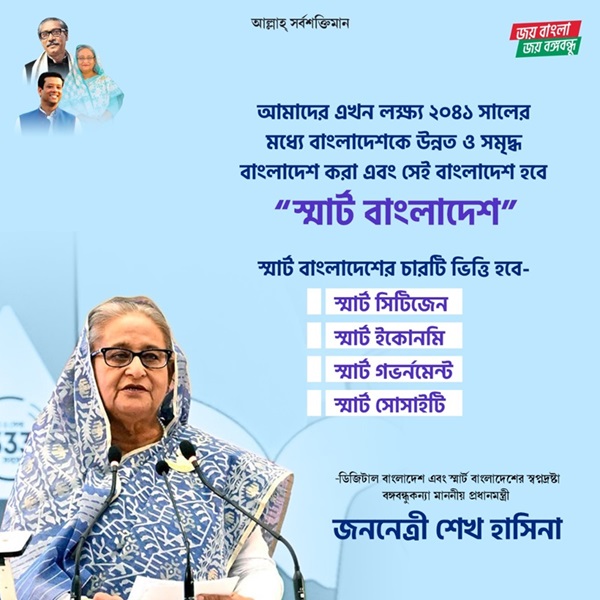 আল্লাহ্ সর্বশক্তিমান
জয় বাংলা
জয় বঙ্গবন্ধু
আমাদের এখন লক্ষ্য ২০৪১ সালের
মধ্যে বাংলাদেশকে উন্নত ও সমৃদ্ধ
বাংলাদেশ করা এবং সেই বাংলাদেশ হবে
“স্মার্ট বাংলাদেশ”
স্মার্ট বাংলাদেশের চারটি ভিত্তি হবে-
স্মার্ট সিটিজেন
স্মার্ট ইকোনমি
স্মার্ট গভর্নমেন্ট
স্মার্ট সোসাইটি
333
-ডিজিটাল বাংলাদেশ এবং স্মার্ট বাংলাদেশের স্বপ্নদ্রষ্টা
বঙ্গবন্ধুকন্যা মাননীয় প্রধানমন্ত্রী
জননেত্রী শেখ হাসিনা